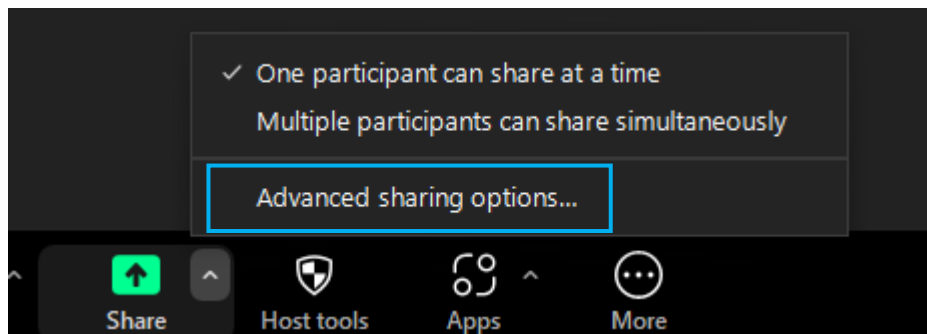 One participant can share at a time
Multiple participants can share simultaneously
Advanced sharing options...
Share
Host tools
Apps
More